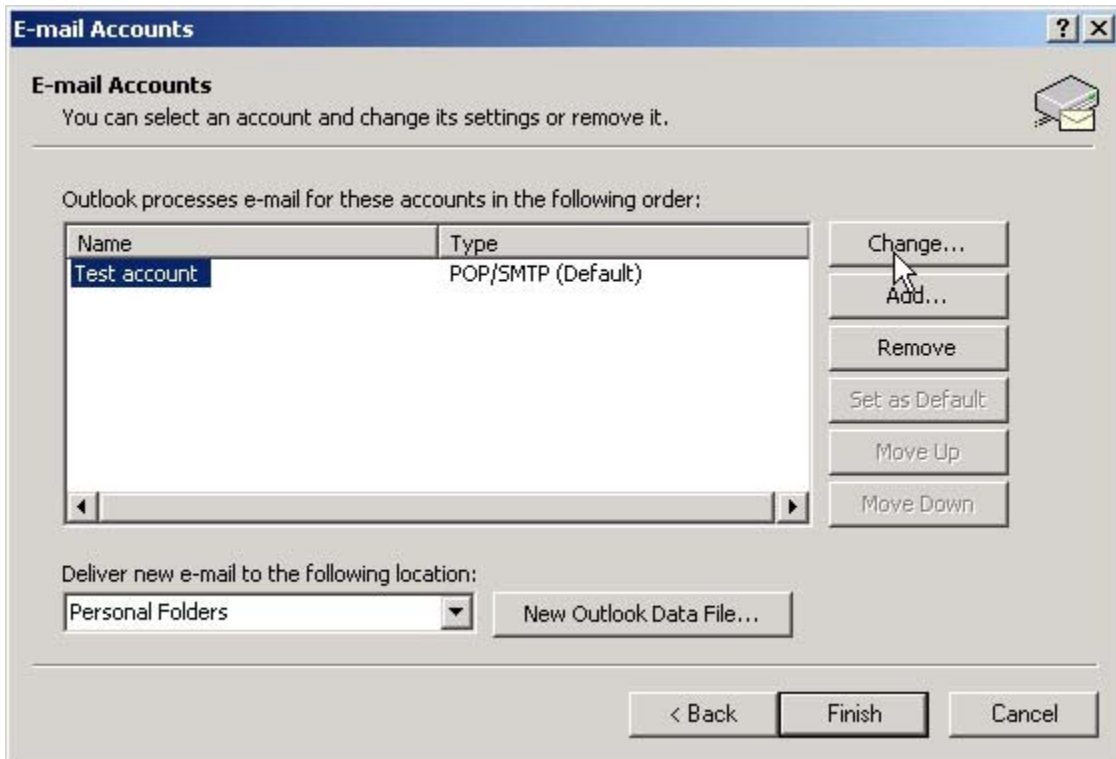 E-mail Accounts
E-mail Accounts
You can select an account and change its settings or remove it.
Outlook processes e-mail for these accounts in the following order:
Name Type
Test account POP/SMTP (Default)
Change...
Add...
Remove
Set as Default
Move Up
Move Down
Deliver new e-mail to the following location:
Personal Folders
New Outlook Data File...
< Back Finish Cancel